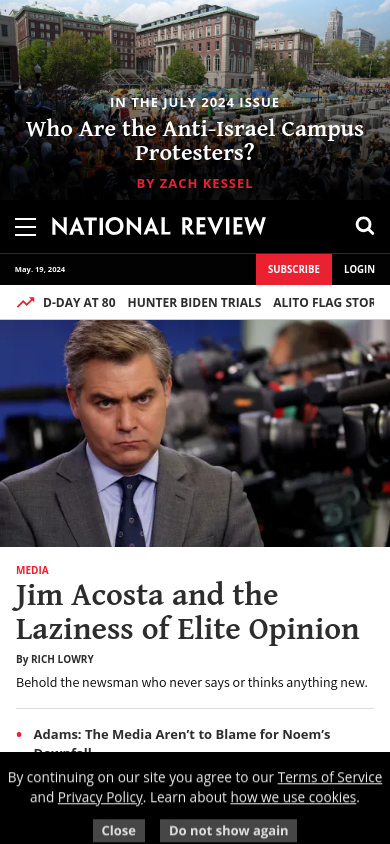 IN THE JULY 2024 ISSUE
Who Are the Anti-Israel Campus
Protesters?
BY ZACH KESSEL
NATIONAL REVIEW
May. 19, 2024
SUBSCRIBE
LOGIN
D-DAY AT 80 HUNTER BIDEN TRIALS ALITO FLAG STOR
MEDIA
Jim Acosta and the
Laziness of Elite Opinion
By RICH LOWRY
Behold the newsman who never says or thinks anything new.
• Adams: The Media Aren’t to Blame for Noem’s
Downfall
By continuing on our site you agree to our Terms of Service
and Privacy Policy. Learn about how we use cookies.
Close
Do not show again